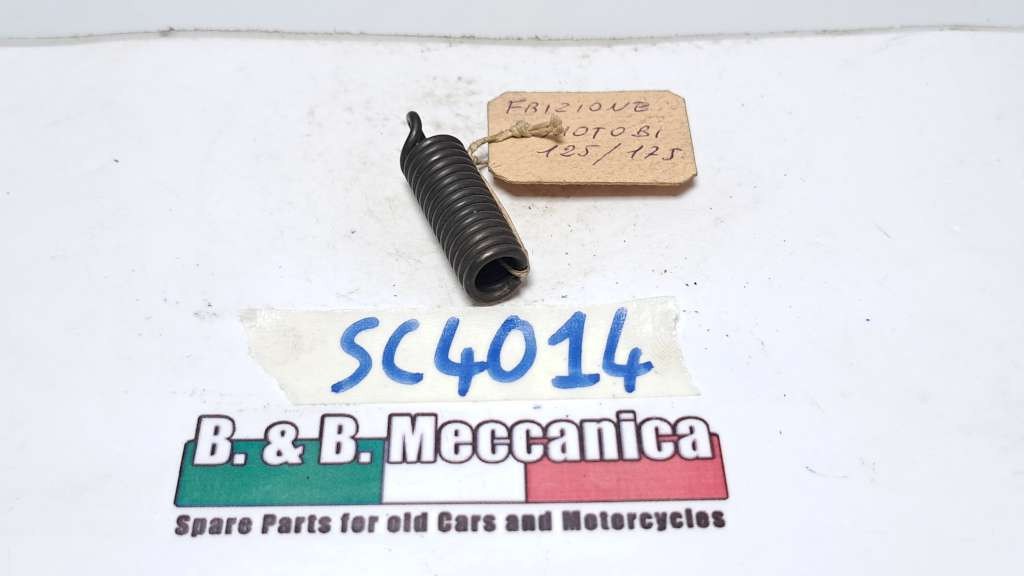 FRIZIONE
MOTOBI
125/175
SC4014
B. & B. Meccanica
Spare Parts for old Cars and Motorcycles